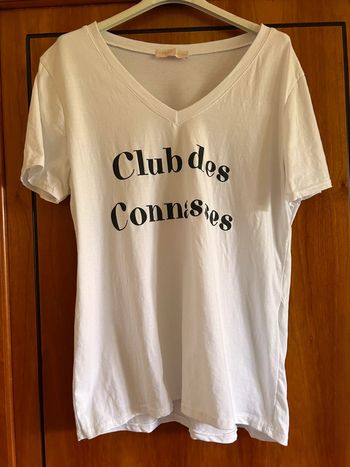 Club des
Connasses